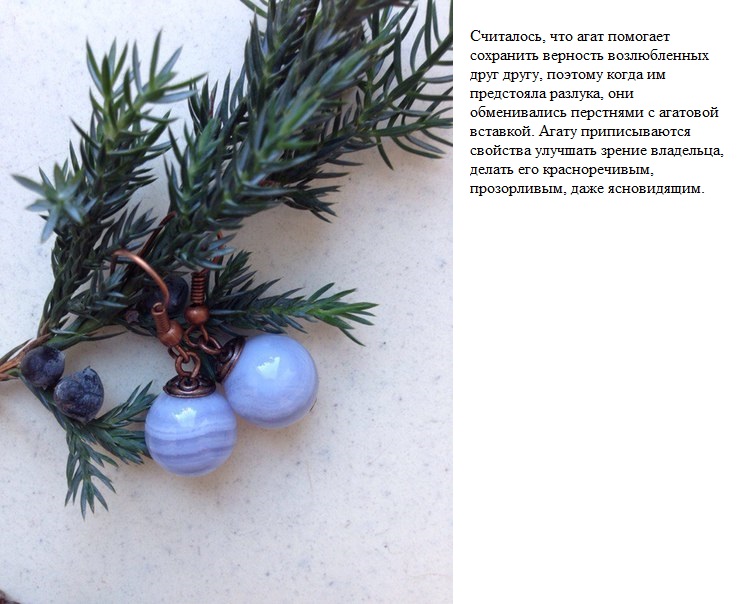 Считалось, что агат помогает
сохранить верность возлюбленных
друг другу, поэтому когда им
предстояла разлука, они
обменивались перстнями с агатовой
вставкой. Агату приписываются
свойства улучшать зрение владельца,
делать его красноречивым,
прозорливым, даже ясновидящим.